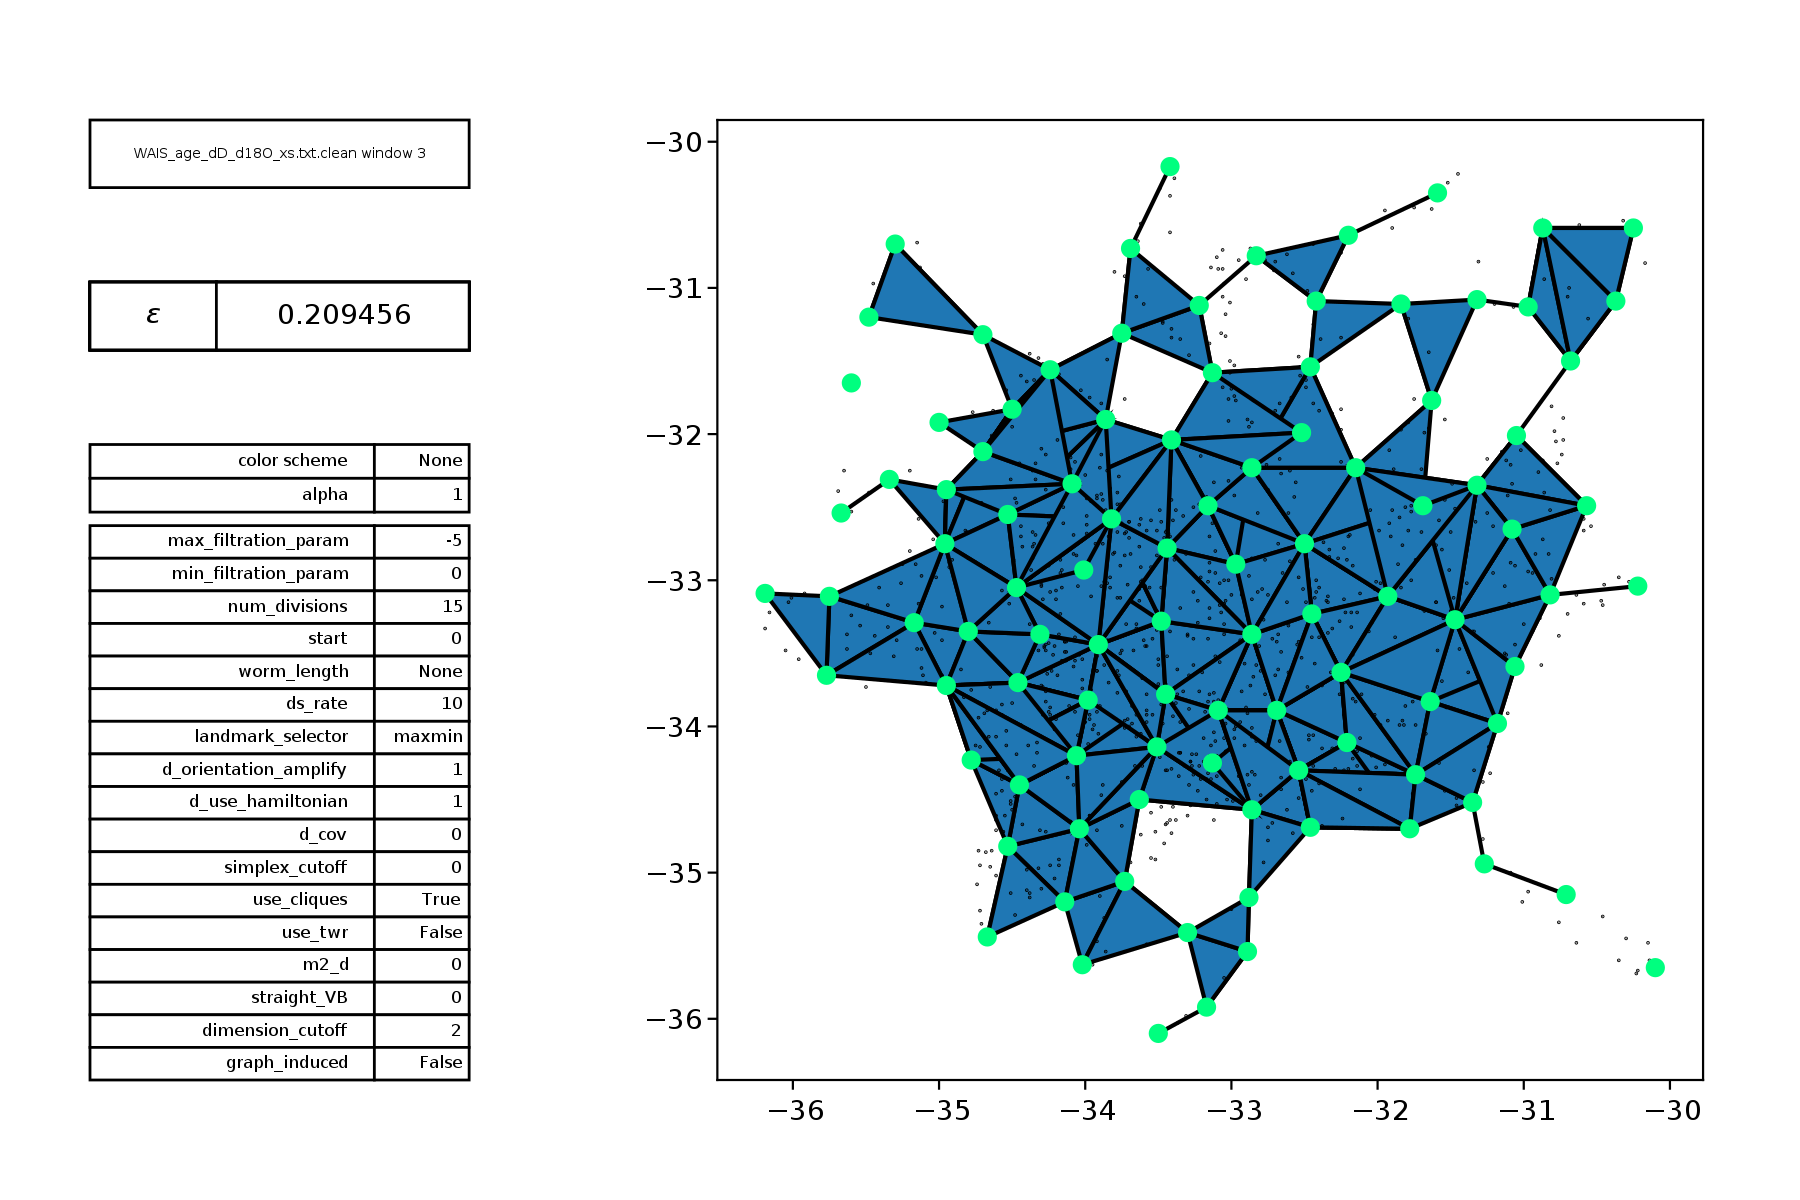 WAIS_age_dD_d18O_xs.txt.clean window 3
ε 0.209456
color scheme None
alpha 1
max_filtration_param -5
min_filtration_param 0
num_divisions 15
start 0
worm_length None
ds_rate 10
landmark_selector maxmin
d_orientation_amplify 1
d_use_hamiltonian 1
d_cov 0
simplex_cutoff 0
use_cliques True
use_twr False
m2_d 0
straight_VB 0
dimension_cutoff 2
graph_induced False
−30
−31
−32
−33
−34
−35
−36
−36 −35 −34 −33 −32 −31 −30